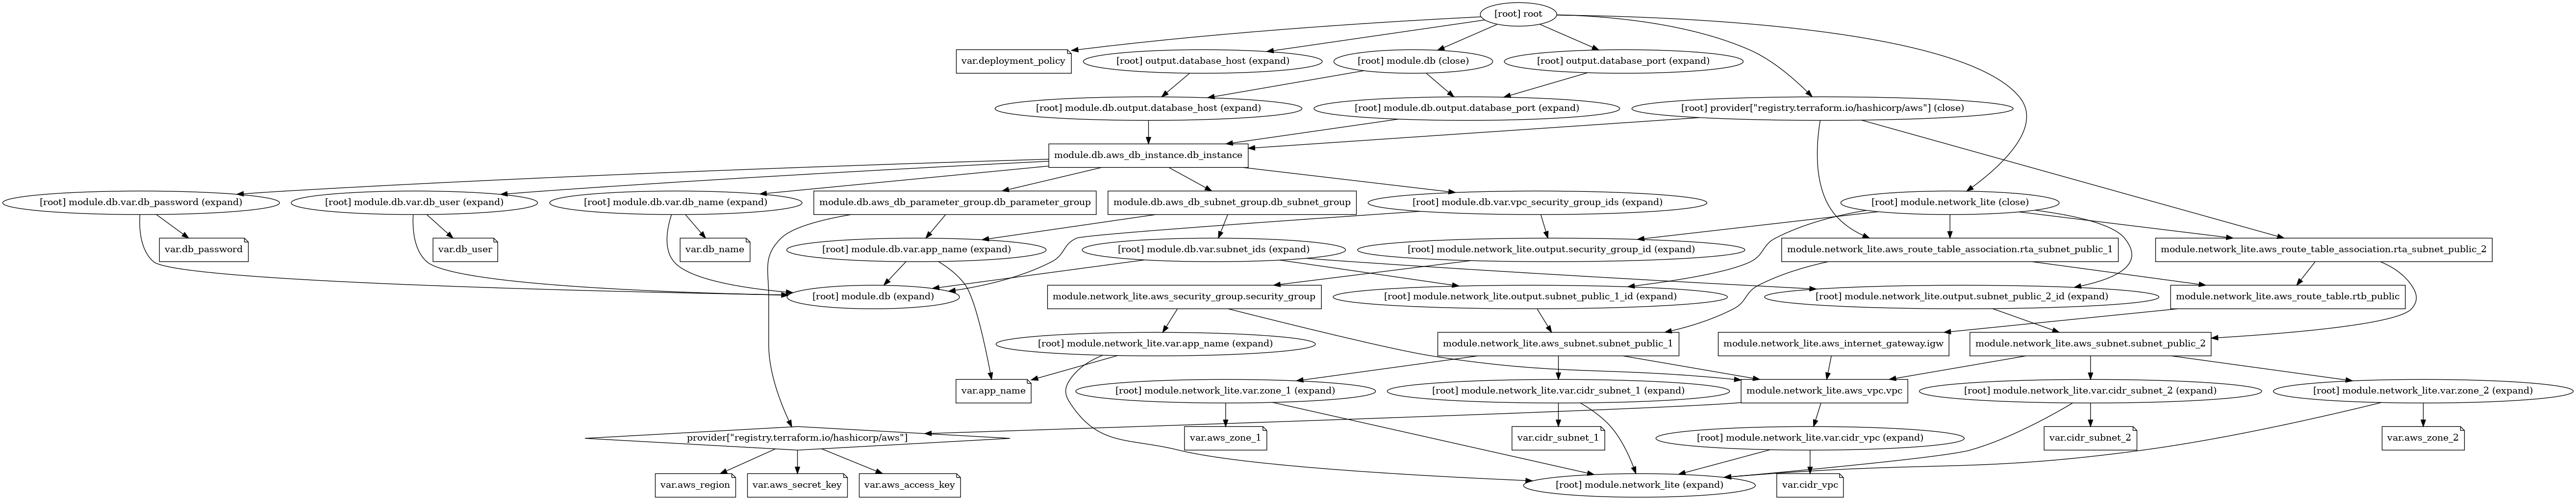 [root] root
var.deployment_policy
[root] output.database_host (expand)
[root] module.db (close)
[root] output.database_port (expand)
[root] module.db.output.database_host (expand)
[root] module.db.output.database_port (expand)
[root] provider["registry.terraform.io/hashicorp/aws"] (close)
module.db.aws_db_instance.db_instance
[root] module.db.var.db_password (expand)
[root] module.db.var.db_user (expand)
[root] module.db.var.db_name (expand)
module.db.aws_db_parameter_group.db_parameter_group
module.db.aws_db_subnet_group.db_subnet_group
[root] module.db.var.vpc_security_group_ids (expand)
[root] module.network_lite (close)
var.db_password
var.db_user
var.db_name
[root] module.db.var.app_name (expand)
[root] module.db.var.subnet_ids (expand)
[root] module.network_lite.output.security_group_id (expand)
module.network_lite.aws_route_table_association.rta_subnet_public_1
module.network_lite.aws_route_table_association.rta_subnet_public_2
[root] module.db (expand)
module.network_lite.aws_security_group.security_group
[root] module.network_lite.output.subnet_public_1_id (expand)
[root] module.network_lite.output.subnet_public_2_id (expand)
module.network_lite.aws_route_table.rtb_public
[root] module.network_lite.var.app_name (expand)
module.network_lite.aws_subnet.subnet_public_1
module.network_lite.aws_internet_gateway.igw
module.network_lite.aws_subnet.subnet_public_2
var.app_name
[root] module.network_lite.var.zone_1 (expand)
[root] module.network_lite.var.cidr_subnet_1 (expand)
module.network_lite.aws_vpc.vpc
[root] module.network_lite.var.cidr_subnet_2 (expand)
[root] module.network_lite.var.zone_2 (expand)
provider["registry.terraform.io/hashicorp/aws"]
var.aws_zone_1
var.cidr_subnet_1
[root] module.network_lite.var.cidr_vpc (expand)
var.cidr_subnet_2
var.aws_zone_2
var.aws_region
var.aws_secret_key
var.aws_access_key
[root] module.network_lite (expand)
var.cidr_vpc